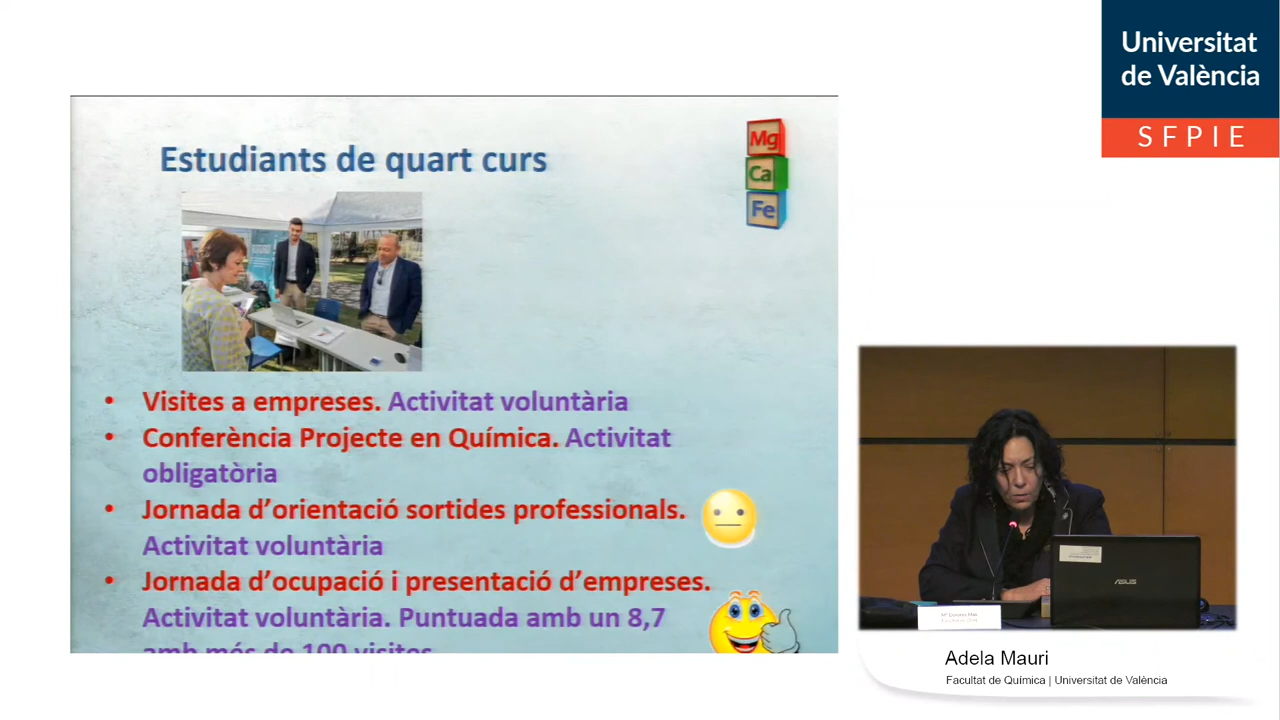 Universitat
de València
SFPIE
Estudiants de quart curs
Mg
Ca
Fe
• Visites a empreses. Activitat voluntària
• Conferència Projecte en Química. Activitat
obligatòria
• Jornada d'orientació sortides professionals.
Activitat voluntària
• Jornada d'ocupació i presentació d'empreses.
Activitat voluntària. Puntuada amb un 8,7
amb més de 100 visites
ASUS
Adela Mauri
Facultat de Química | Universitat de València